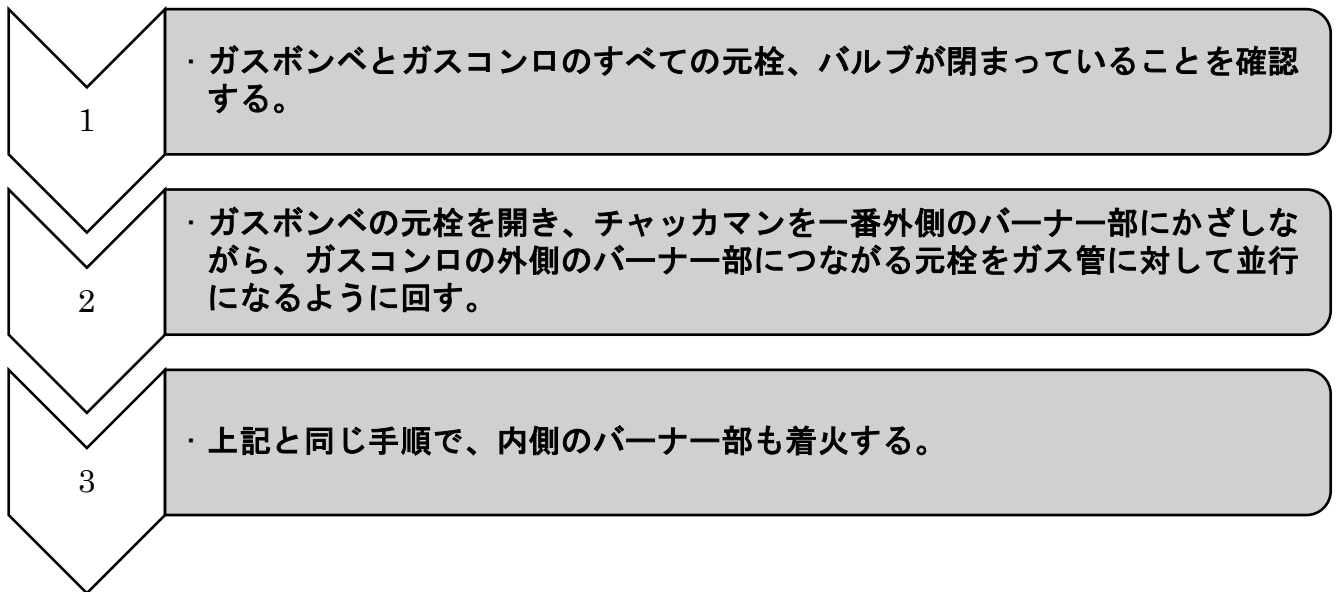 1
・ガスボンベとガスコンロのすべての元栓、バルブが閉まっていることを確認
する。
2
・ガスボンベの元栓を開き、チャッカマンを一番外側のバーナー部にかざしな
がら、ガスコンロの外側のバーナー部につながる元栓をガス管に対して並行
になるように回す。
3
・上記と同じ手順で、内側のバーナー部も着火する。